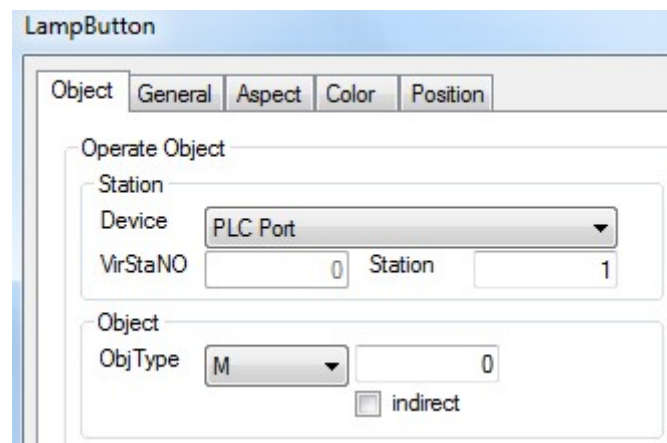 LampButton
Object General Aspect Color Position
Operate Object
Station
Device PLC Port
VirStaNO 0 Station 1
Object
ObjType M 0
indirect